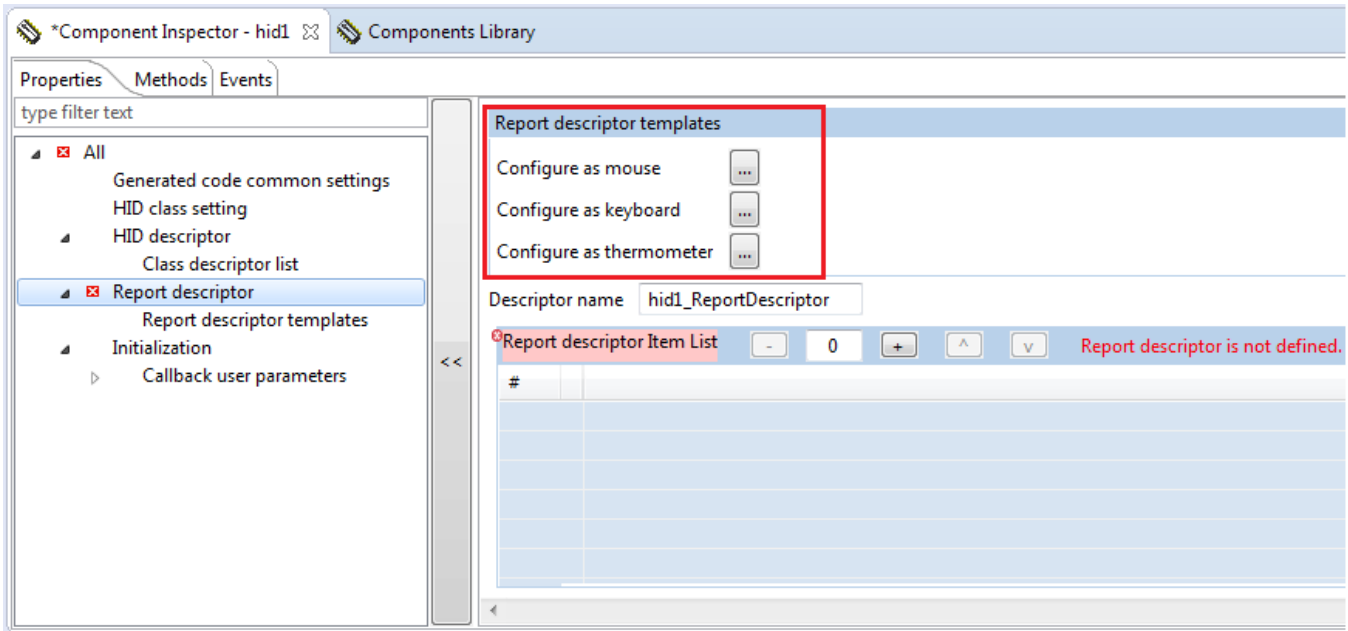 *Component Inspector - hid1 Components Library
Properties Methods Events
type filter text
All
Generated code common settings
HID class setting
HID descriptor
Class descriptor list
Report descriptor
Report descriptor templates
Initialization
Callback user parameters
<<
Report descriptor templates
Configure as mouse ...
Configure as keyboard ...
Configure as thermometer ...
Descriptor name hid1_ReportDescriptor
Report descriptor Item List - 0 + ^ v Report descriptor is not defined.
#